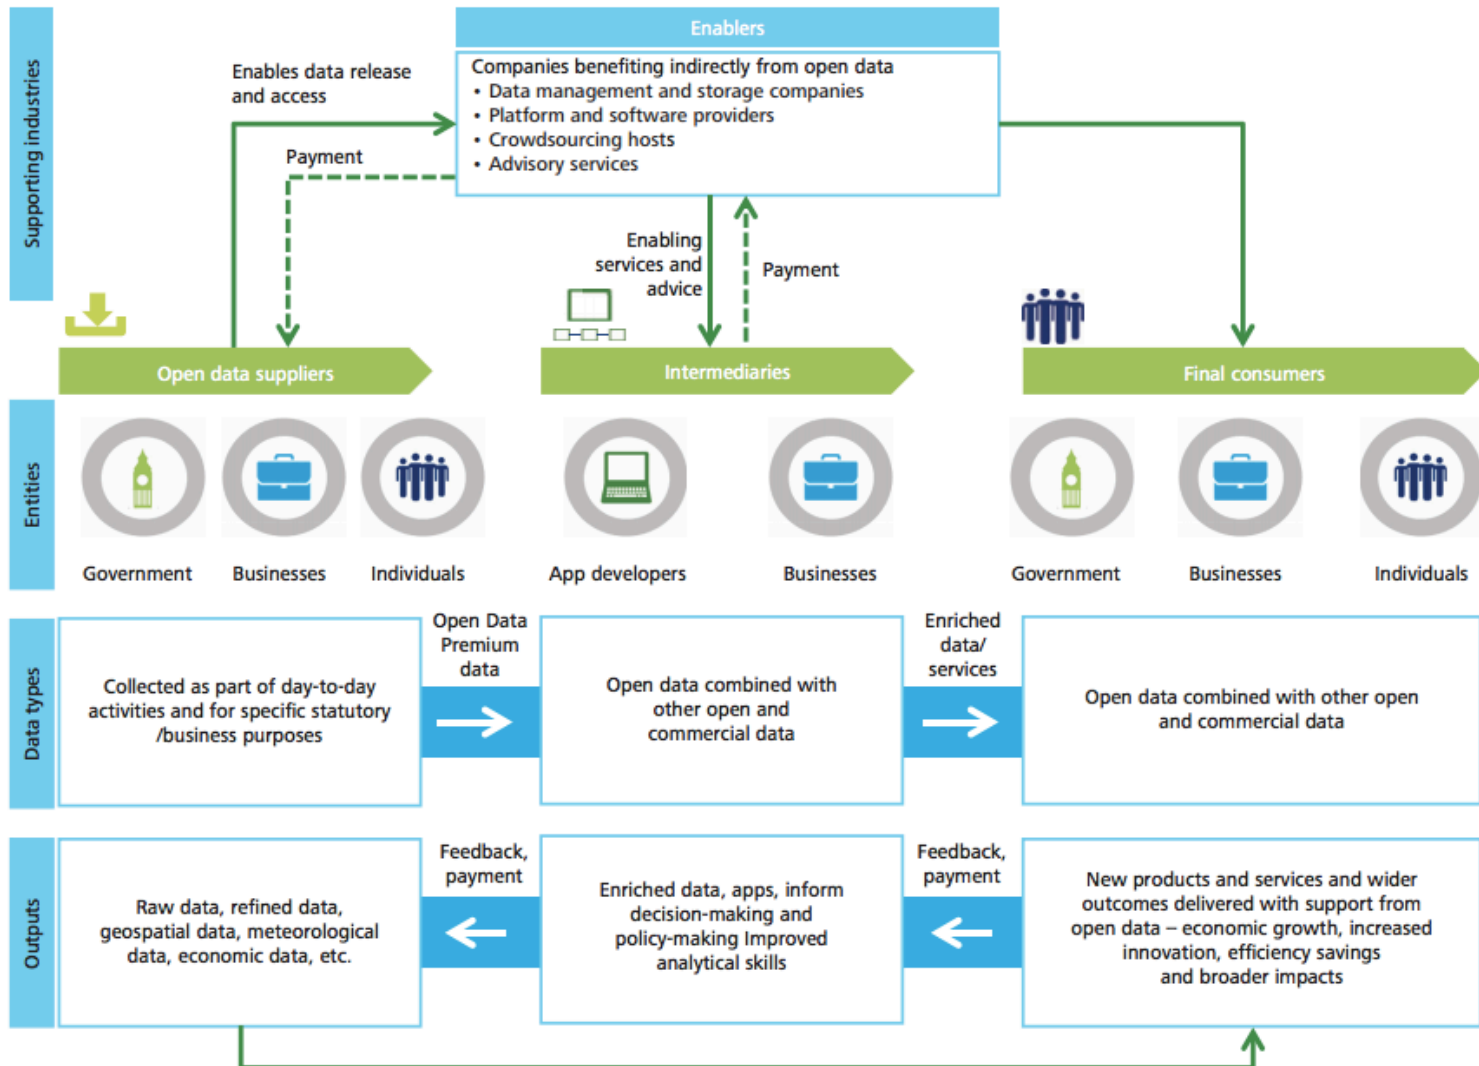 Supporting industries
Enablers
Companies benefiting indirectly from open data
• Data management and storage companies
• Platform and software providers
• Crowdsourcing hosts
• Advisory services
Enables data release
and access
Payment
Enabling
services and
advice
Payment
Open data suppliers
Intermediaries
Final consumers
Entities
Government
Businesses
Individuals
App developers
Businesses
Government
Businesses
Individuals
Data types
Collected as part of day-to-day
activities and for specific statutory
/business purposes
Open Data
Premium
data
Open data combined with
other open and
commercial data
Enriched
data/
services
Open data combined with other open
and commercial data
Outputs
Raw data, refined data,
geospatial data, meteorological
data, economic data, etc.
Feedback,
payment
Enriched data, apps, inform
decision-making and
policy-making Improved
analytical skills
Feedback,
payment
New products and services and wider
outcomes delivered with support from
open data – economic growth, increased
innovation, efficiency savings
and broader impacts